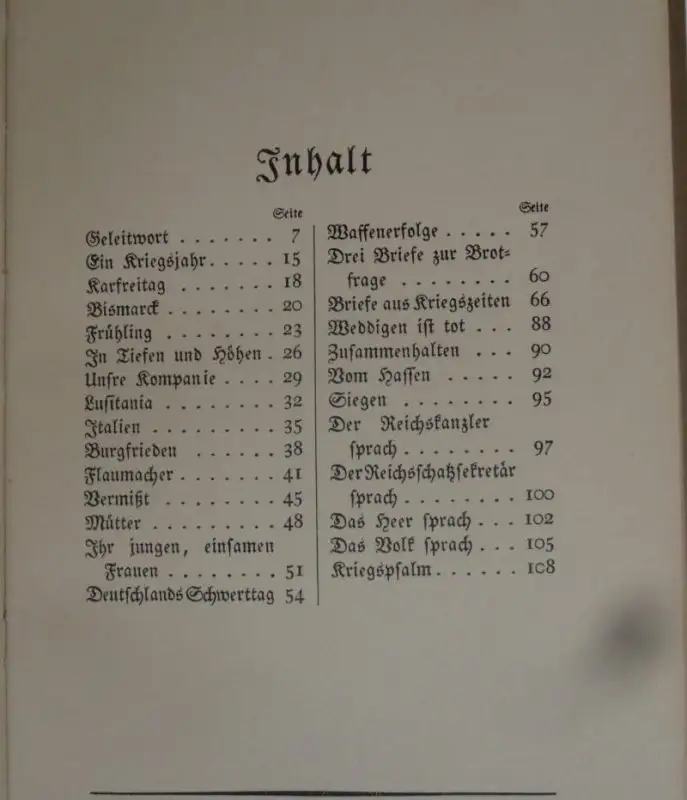 Inhalt
Seite
Geleitwort . . . . . . . 7
Ein Kriegsjahr . . . . . 15
Karfreitag . . . . . . . 18
Bismarck . . . . . . . . 20
Frühling . . . . . . . . 23
In Tiefen und Höhen . 26
Unsre Kompanie . . . . 29
Lusitania . . . . . . . . 32
Italien . . . . . . . . . 35
Burgfrieden . . . . . . 38
Flaumacher . . . . . . . 41
Vermißt . . . . . . . . 45
Mütter . . . . . . . . . 48
Ihr jungen, einsamen
Frauen . . . . . . . . 51
Deutschlands Schwerttag 54
Seite
Waffenerfolge . . . . . 57
Drei Briefe zur Brot-
frage . . . . . . . . 60
Briefe aus Kriegszeiten 66
Weddigen ist tot . . . 88
Zusammenhalten . . . 90
Vom Hassen . . . . . 92
Siegen . . . . . . . . 95
Der Reichskanzler
sprach . . . . . . . . 97
Der Reichsschatzsekretär
sprach . . . . . . . . 100
Das Heer sprach . . . 102
Das Volk sprach . . . 105
Kriegspsalm . . . . . . 108